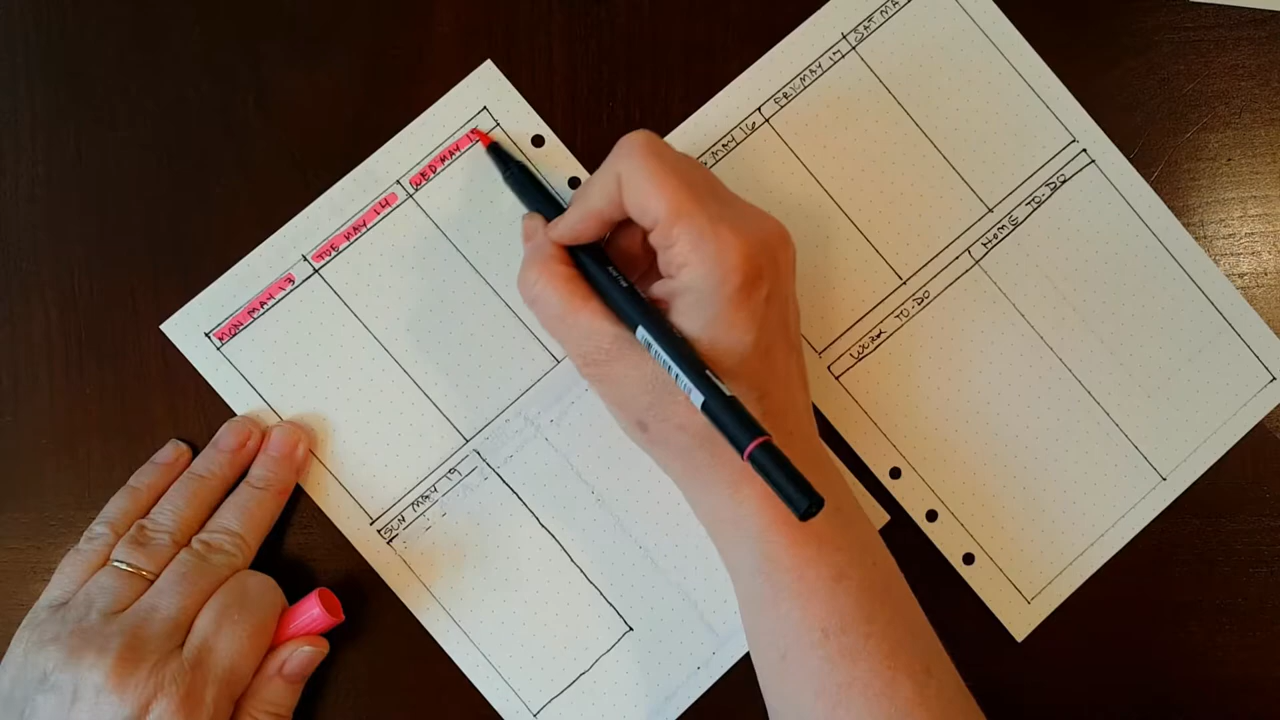 MON MAY 13
TUE MAY 14
WED MAY
SUN MAY 19
MAY 16
FRI MAY 17
SAT MA
WORK TO-DO
HOME TO-DO